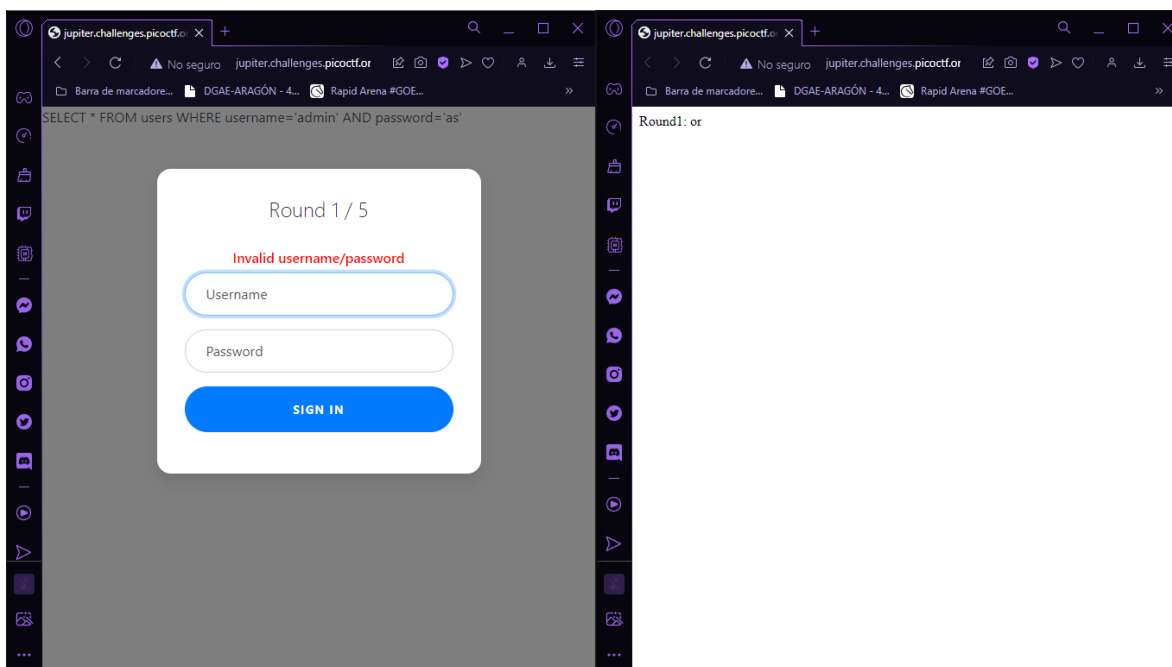 jupiter.challenges.picoctf.o
No seguro jupiter.challenges.picoctf.or
Barra de marcadore... DGAE-ARAGÓN - 4... Rapid Arena #GOE...
SELECT * FROM users WHERE username='admin' AND password='as'
Round 1 / 5
Invalid username/password
Username
Password
SIGN IN
jupiter.challenges.picoctf.o
No seguro jupiter.challenges.picoctf.or
Barra de marcadore... DGAE-ARAGÓN - 4... Rapid Arena #GOE...
Round1: or